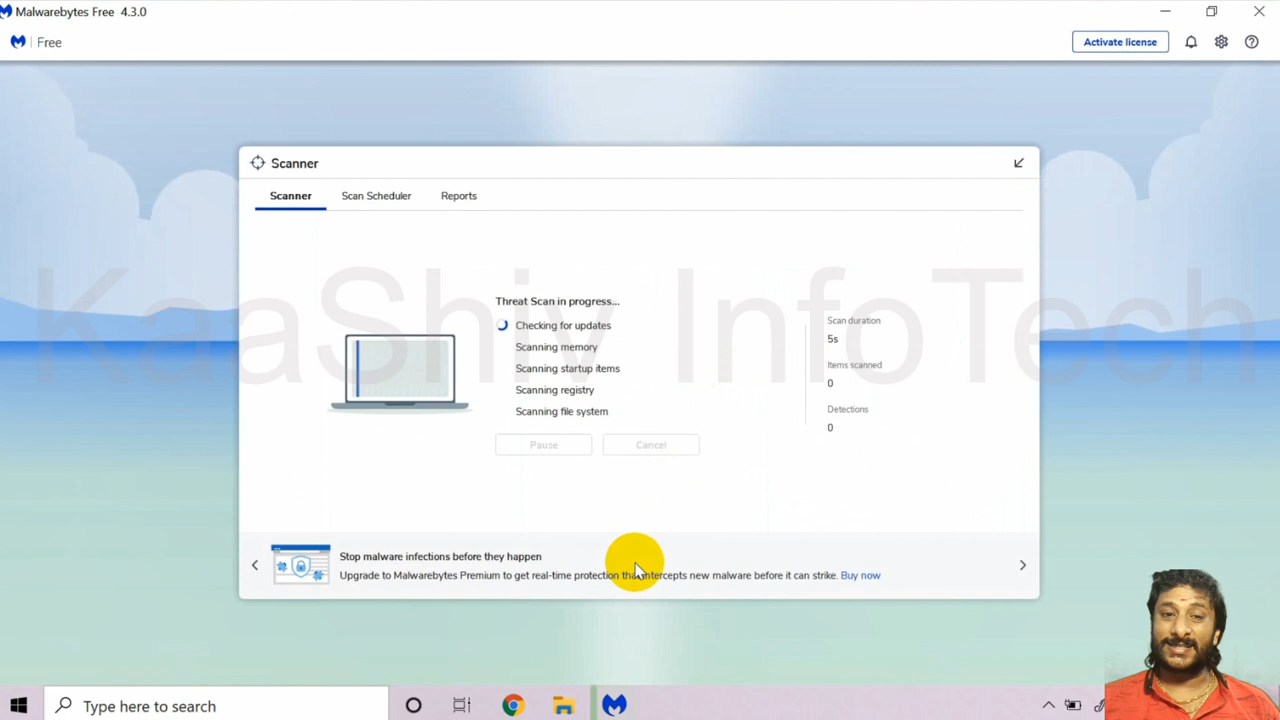 Malwarebytes Free 4.3.0
Free
Activate license
Scanner
Scanner Scan Scheduler Reports
KaaShiv InfoTech
Threat Scan in progress...
Checking for updates
Scanning memory
Scanning startup items
Scanning registry
Scanning file system
Pause Cancel
Scan duration
5s
Items scanned
0
Detections
0
Stop malware infections before they happen
Upgrade to Malwarebytes Premium to get real-time protection that intercepts new malware before it can strike. Buy now
Type here to search